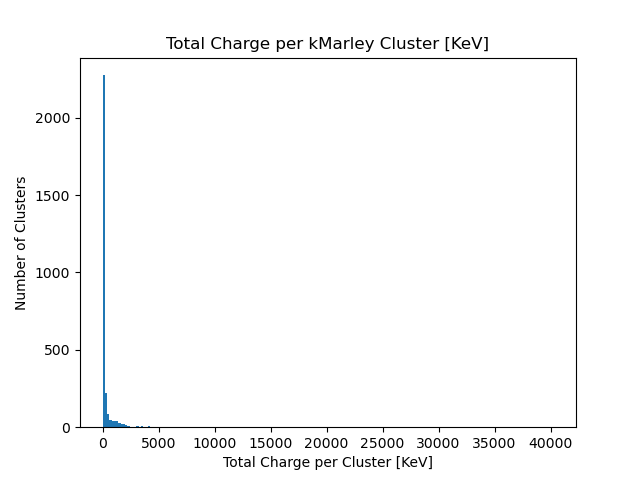 Total Charge per kMarley Cluster [KeV]
2000
1500
1000
500
0
Number of Clusters
0 5000 10000 15000 20000 25000 30000 35000 40000
Total Charge per Cluster [KeV]